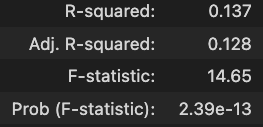 R-squared: 0.137
Adj. R-squared: 0.128
F-statistic: 14.65
Prob (F-statistic): 2.39e-13